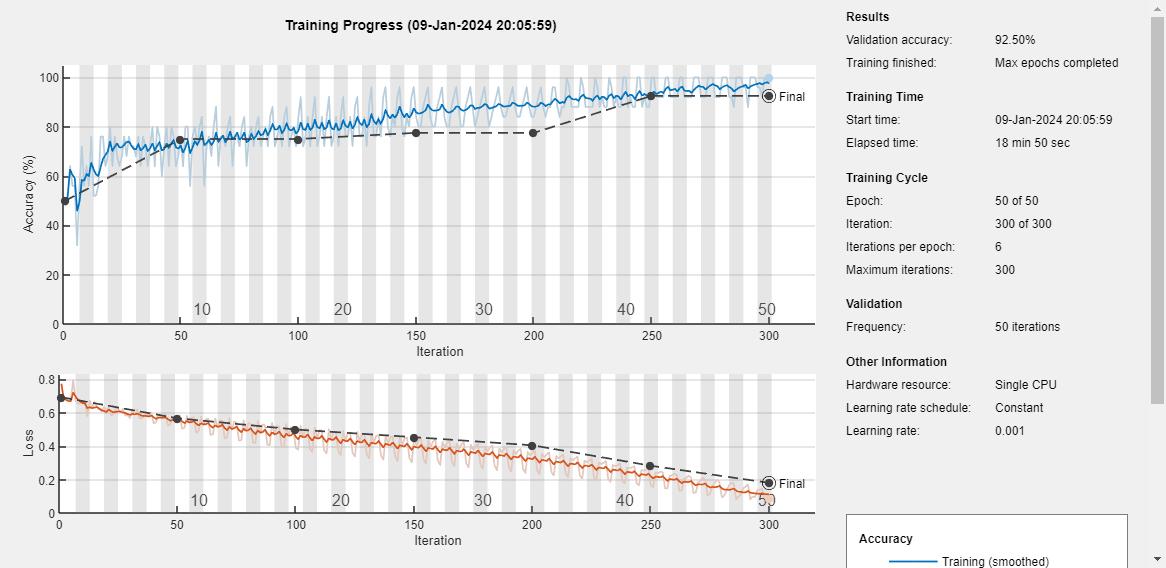 Training Progress (09-Jan-2024 20:05:59)
100
80
60
40
20
0
Accuracy (%)
Final
10 20 30 40 50
0 50 100 150 200 250 300
Iteration
0.8
0.6
0.4
0.2
0
Loss
Final
10 20 30 40 50
0 50 100 150 200 250 300
Iteration
Results
Validation accuracy: 92.50%
Training finished: Max epochs completed
Training Time
Start time: 09-Jan-2024 20:05:59
Elapsed time: 18 min 50 sec
Training Cycle
Epoch: 50 of 50
Iteration: 300 of 300
Iterations per epoch: 6
Maximum iterations: 300
Validation
Frequency: 50 iterations
Other Information
Hardware resource: Single CPU
Learning rate schedule: Constant
Learning rate: 0.001
Accuracy
Training (smoothed)